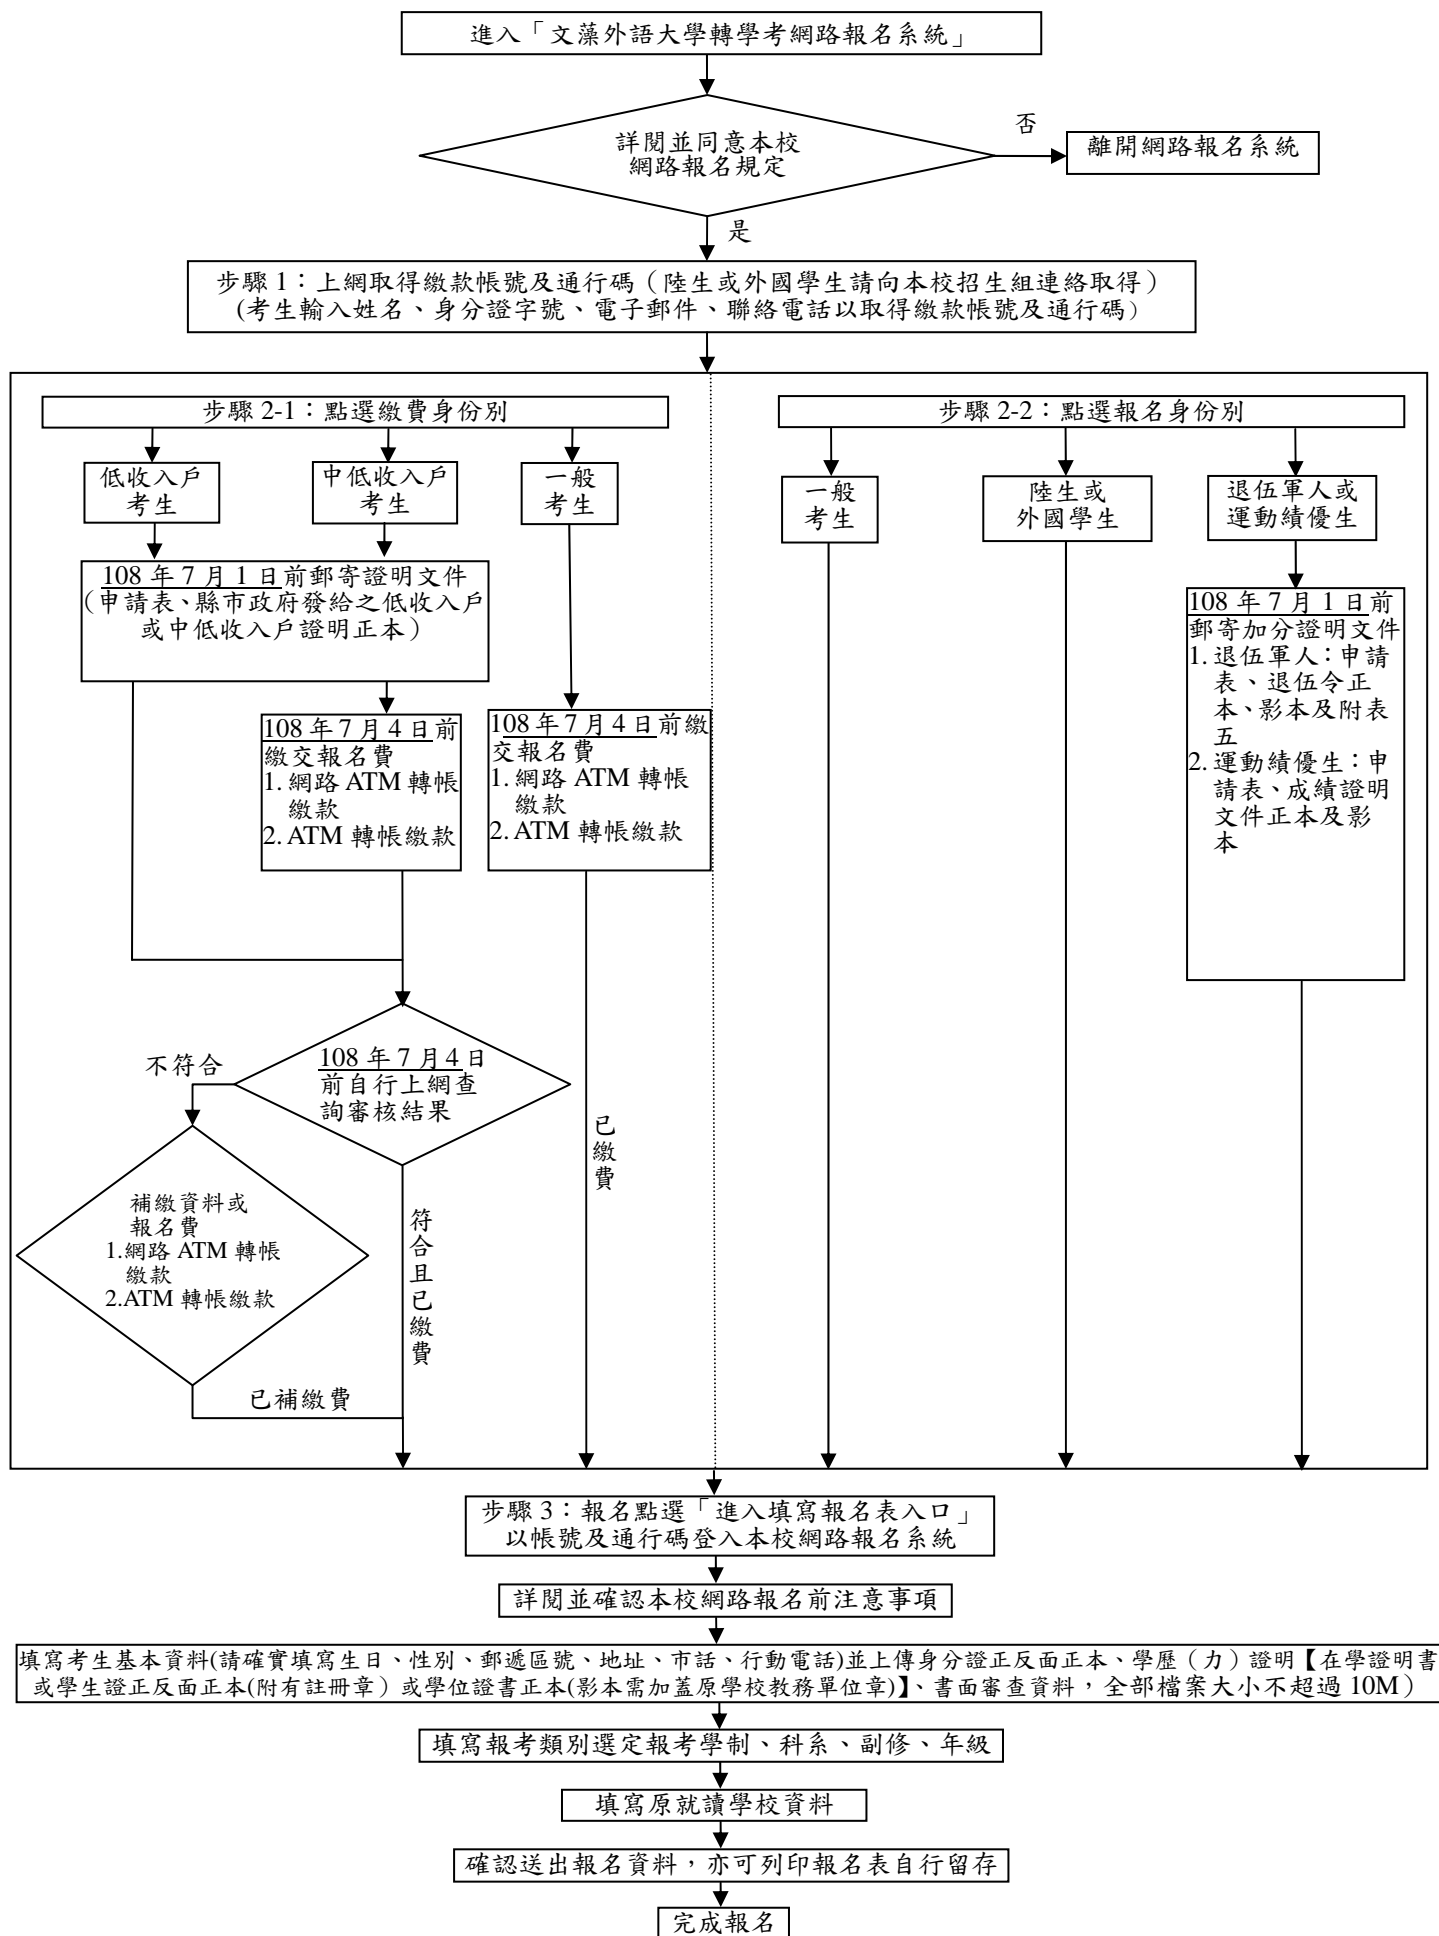 進入「文藻外語大學轉學考網路報名系統」
詳閱並同意本校
網路報名規定
否
離開網路報名系統
是
步驟 1：上網取得繳款帳號及通行碼（陸生或外國學生請向本校招生組連絡取得）
(考生輸入姓名、身分證字號、電子郵件、聯絡電話以取得繳款帳號及通行碼)
步驟 2-1：點選繳費身份別
低收入戶
考生
中低收入戶
考生
一般
考生
108 年 7 月 1 日前郵寄證明文件
（申請表、縣市政府發給之低收入戶
或中低收入戶證明正本）
108 年 7 月 4 日前
繳交報名費
1. 網路 ATM 轉帳
繳款
2. ATM 轉帳繳款
108 年 7 月 4 日前繳
交報名費
1. 網路 ATM 轉帳
繳款
2. ATM 轉帳繳款
108 年 7 月 4 日
前自行上網查
詢審核結果
不符合
補繳資料或
報名費
1.網路 ATM 轉帳
繳款
2.ATM 轉帳繳款
符合且已繳費
已補繳費
已繳費
步驟 2-2：點選報名身份別
一般
考生
陸生或
外國學生
退伍軍人或
運動績優生
108 年 7 月 1 日前
郵寄加分證明文件
1. 退伍軍人：申請
表、退伍令正
本、影本及附表
五
2. 運動績優生：申
請表、成績證明
文件正本及影
本
步驟 3：報名點選「進入填寫報名表入口」
以帳號及通行碼登入本校網路報名系統
詳閱並確認本校網路報名前注意事項
填寫考生基本資料(請確實填寫生日、性別、郵遞區號、地址、市話、行動電話)並上傳身分證正反面正本、學歷（力）證明【在學證明書
或學生證正反面正本(附有註冊章）或學位證書正本(影本需加蓋原學校教務單位章)】、書面審查資料，全部檔案大小不超過 10M）
填寫報考類別選定報考學制、科系、副修、年級
填寫原就讀學校資料
確認送出報名資料，亦可列印報名表自行留存
完成報名